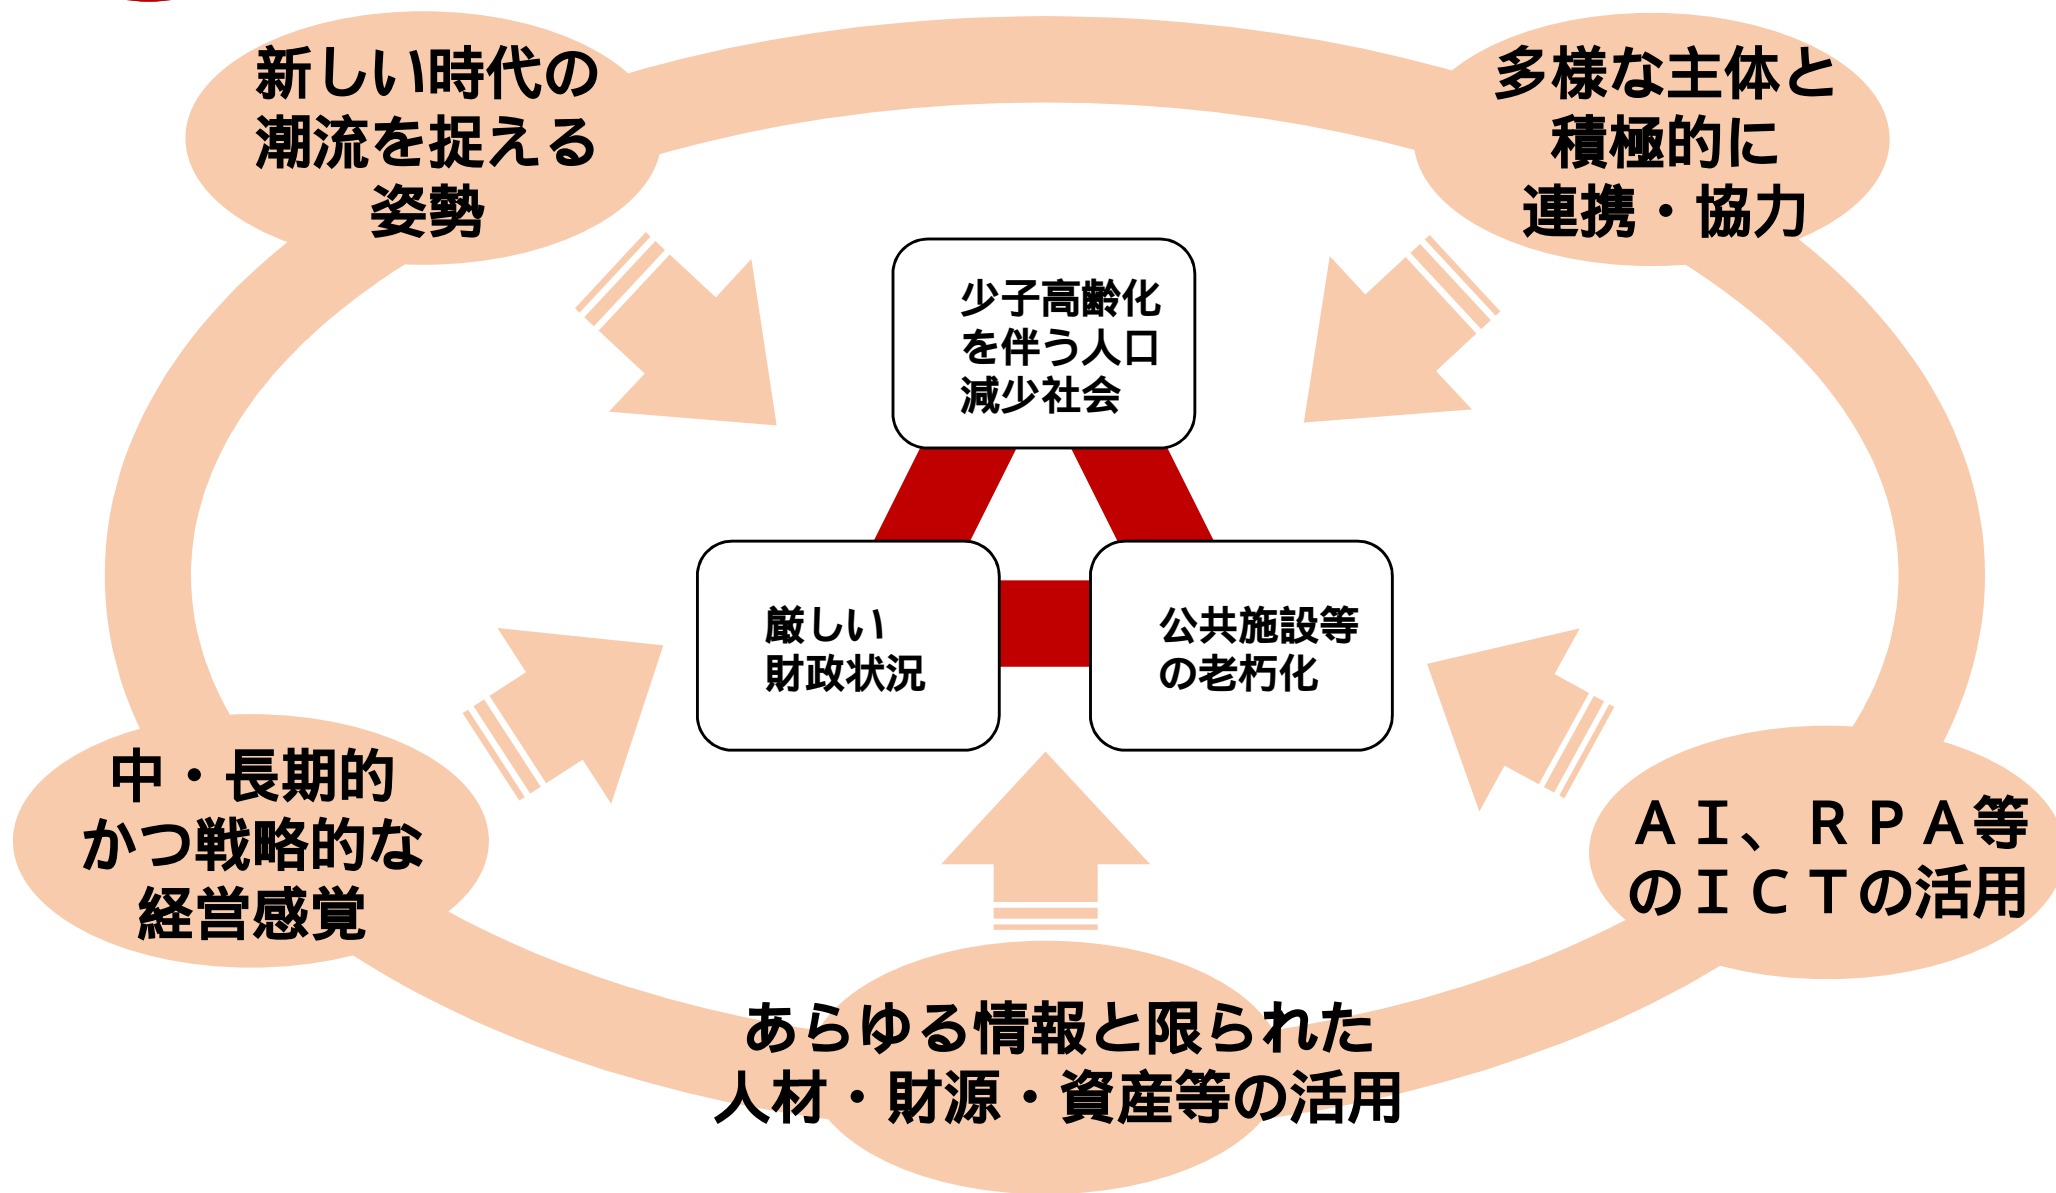 新しい時代の
潮流を捉える
姿勢
多様な主体と
積極的に
連携・協力
少子高齢化
を伴う人口
減少社会
厳しい
財政状況
公共施設等
の老朽化
中・長期的
かつ戦略的な
経営感覚
ＡＩ、ＲＰＡ等
のＩＣＴの活用
あらゆる情報と限られた
人材・財源・資産等の活用